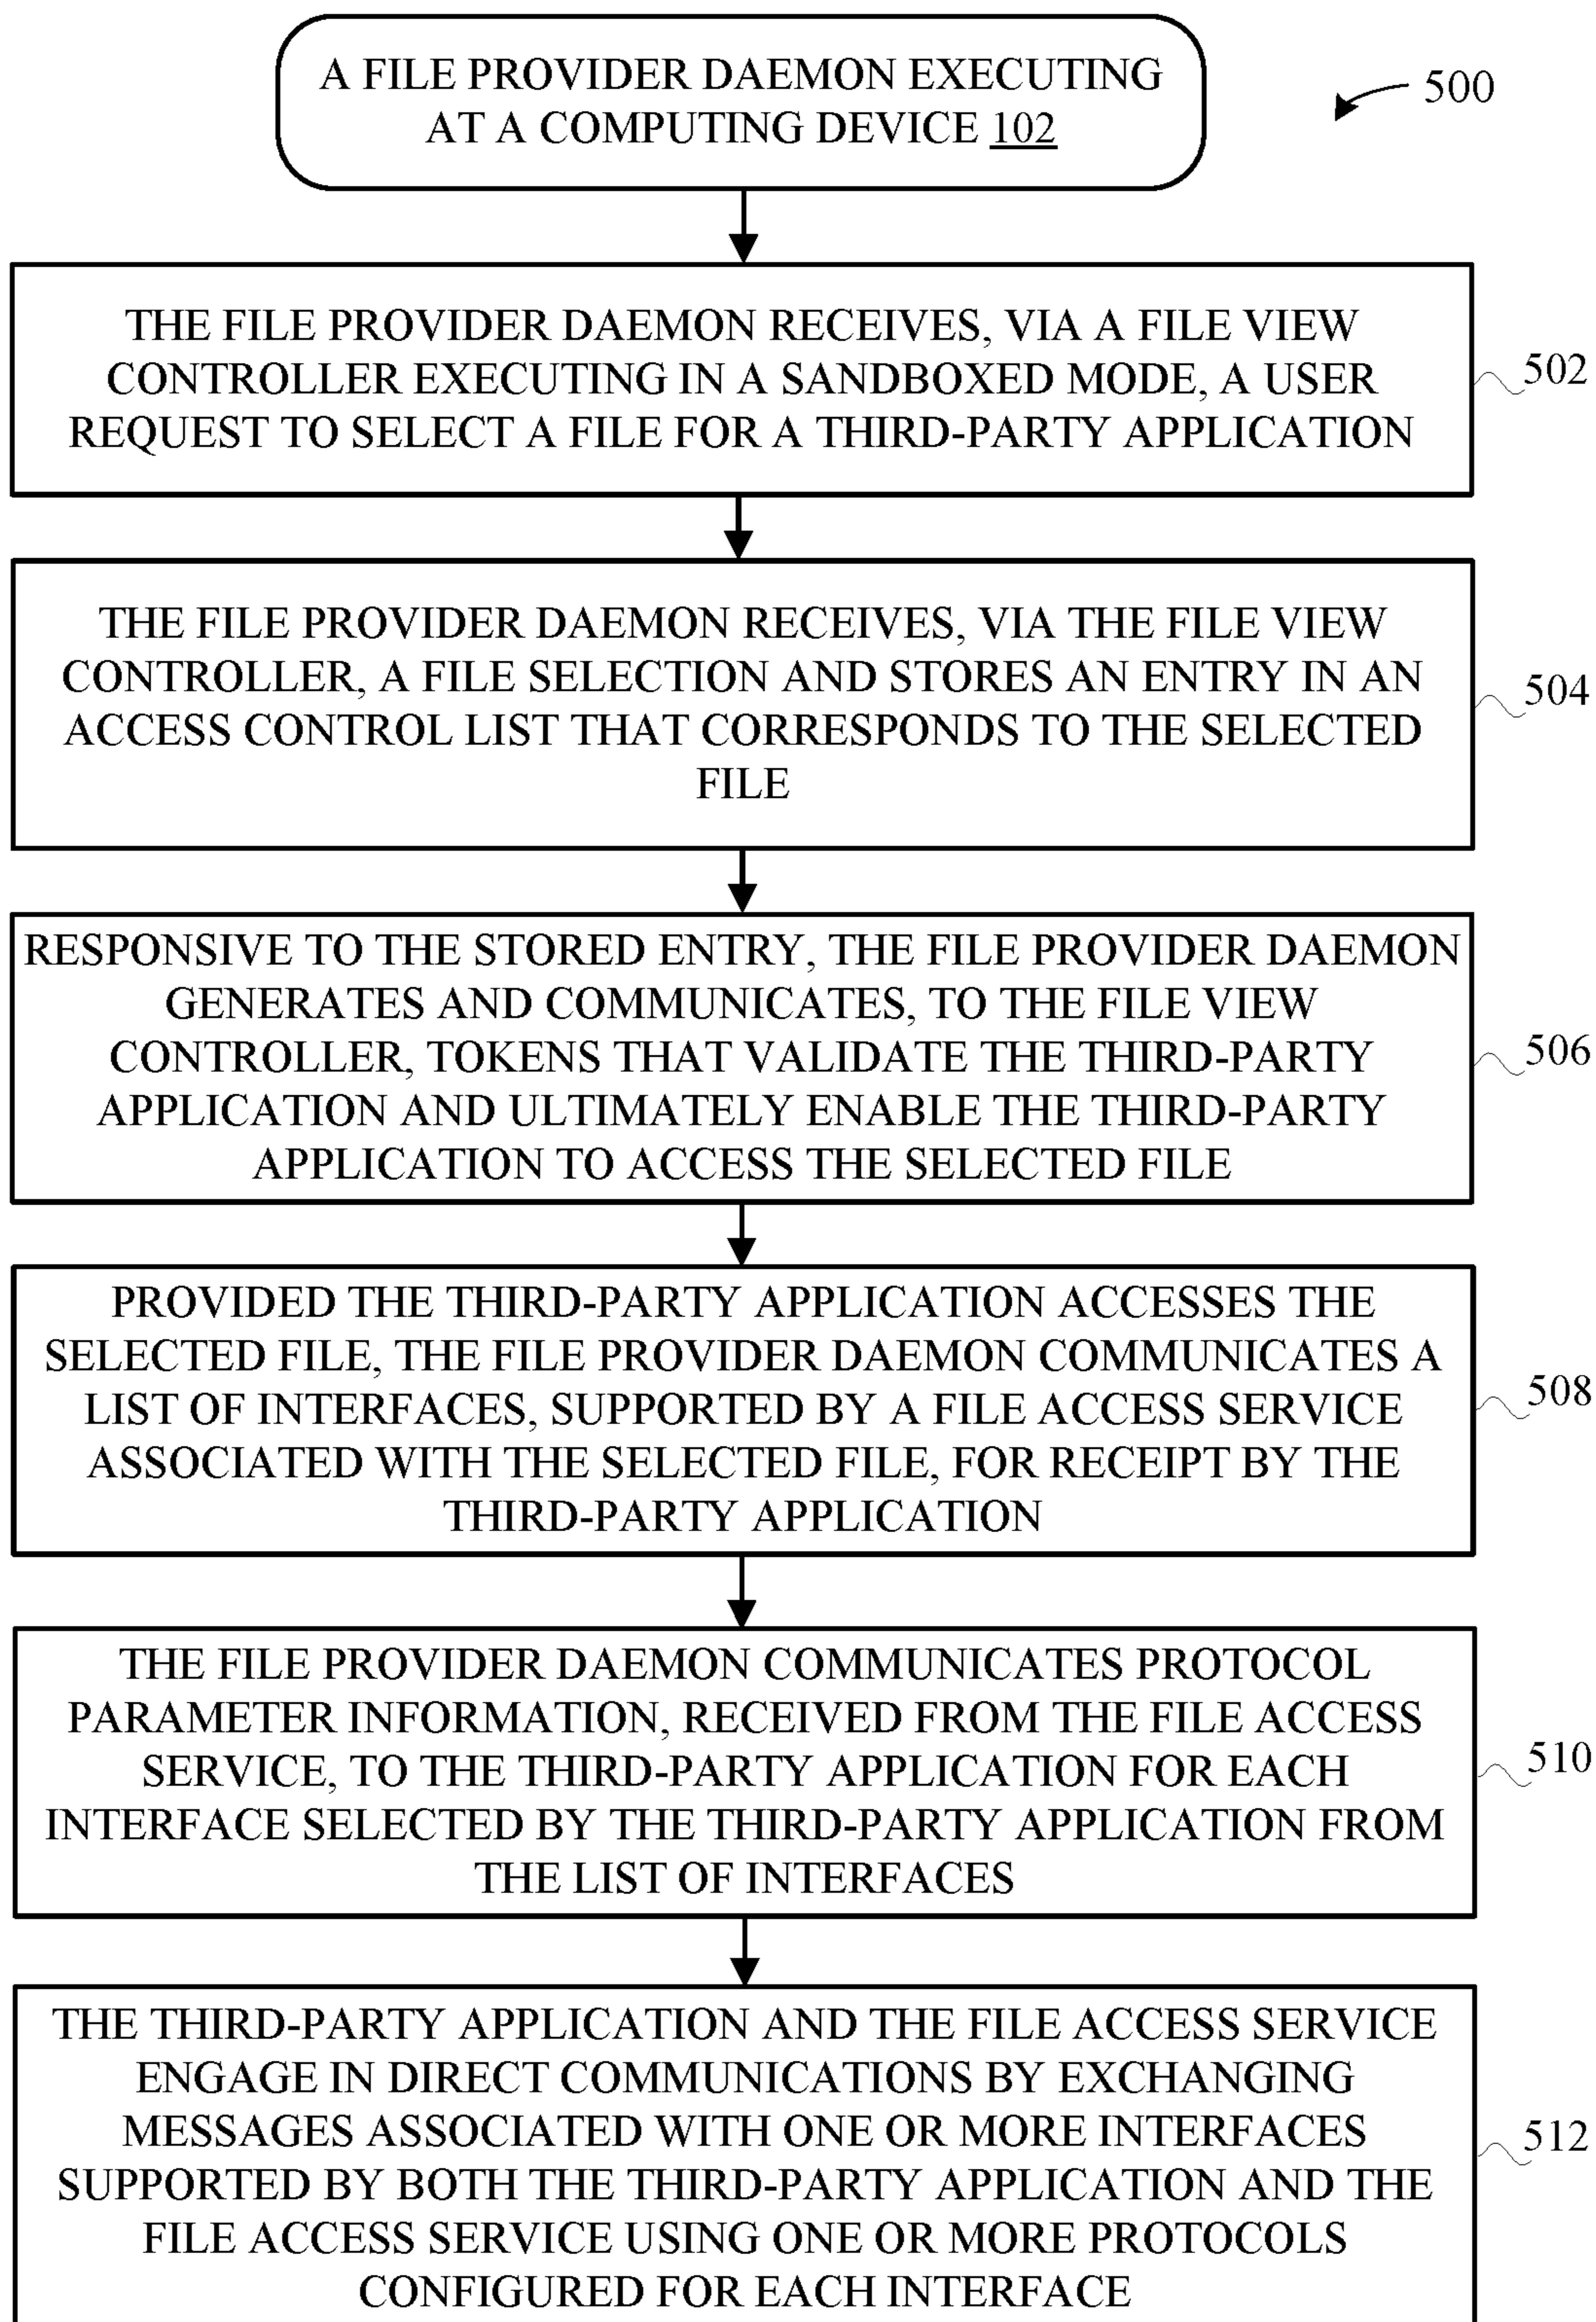 A FILE PROVIDER DAEMON EXECUTING
AT A COMPUTING DEVICE 102
500
THE FILE PROVIDER DAEMON RECEIVES, VIA A FILE VIEW
CONTROLLER EXECUTING IN A SANDBOXED MODE, A USER
REQUEST TO SELECT A FILE FOR A THIRD-PARTY APPLICATION
502
THE FILE PROVIDER DAEMON RECEIVES, VIA THE FILE VIEW
CONTROLLER, A FILE SELECTION AND STORES AN ENTRY IN AN
ACCESS CONTROL LIST THAT CORRESPONDS TO THE SELECTED
FILE
504
RESPONSIVE TO THE STORED ENTRY, THE FILE PROVIDER DAEMON
GENERATES AND COMMUNICATES, TO THE FILE VIEW
CONTROLLER, TOKENS THAT VALIDATE THE THIRD-PARTY
APPLICATION AND ULTIMATELY ENABLE THE THIRD-PARTY
APPLICATION TO ACCESS THE SELECTED FILE
506
PROVIDED THE THIRD-PARTY APPLICATION ACCESSES THE
SELECTED FILE, THE FILE PROVIDER DAEMON COMMUNICATES A
LIST OF INTERFACES, SUPPORTED BY A FILE ACCESS SERVICE
ASSOCIATED WITH THE SELECTED FILE, FOR RECEIPT BY THE
THIRD-PARTY APPLICATION
508
THE FILE PROVIDER DAEMON COMMUNICATES PROTOCOL
PARAMETER INFORMATION, RECEIVED FROM THE FILE ACCESS
SERVICE, TO THE THIRD-PARTY APPLICATION FOR EACH
INTERFACE SELECTED BY THE THIRD-PARTY APPLICATION FROM
THE LIST OF INTERFACES
510
THE THIRD-PARTY APPLICATION AND THE FILE ACCESS SERVICE
ENGAGE IN DIRECT COMMUNICATIONS BY EXCHANGING
MESSAGES ASSOCIATED WITH ONE OR MORE INTERFACES
SUPPORTED BY BOTH THE THIRD-PARTY APPLICATION AND THE
FILE ACCESS SERVICE USING ONE OR MORE PROTOCOLS
CONFIGURED FOR EACH INTERFACE
512